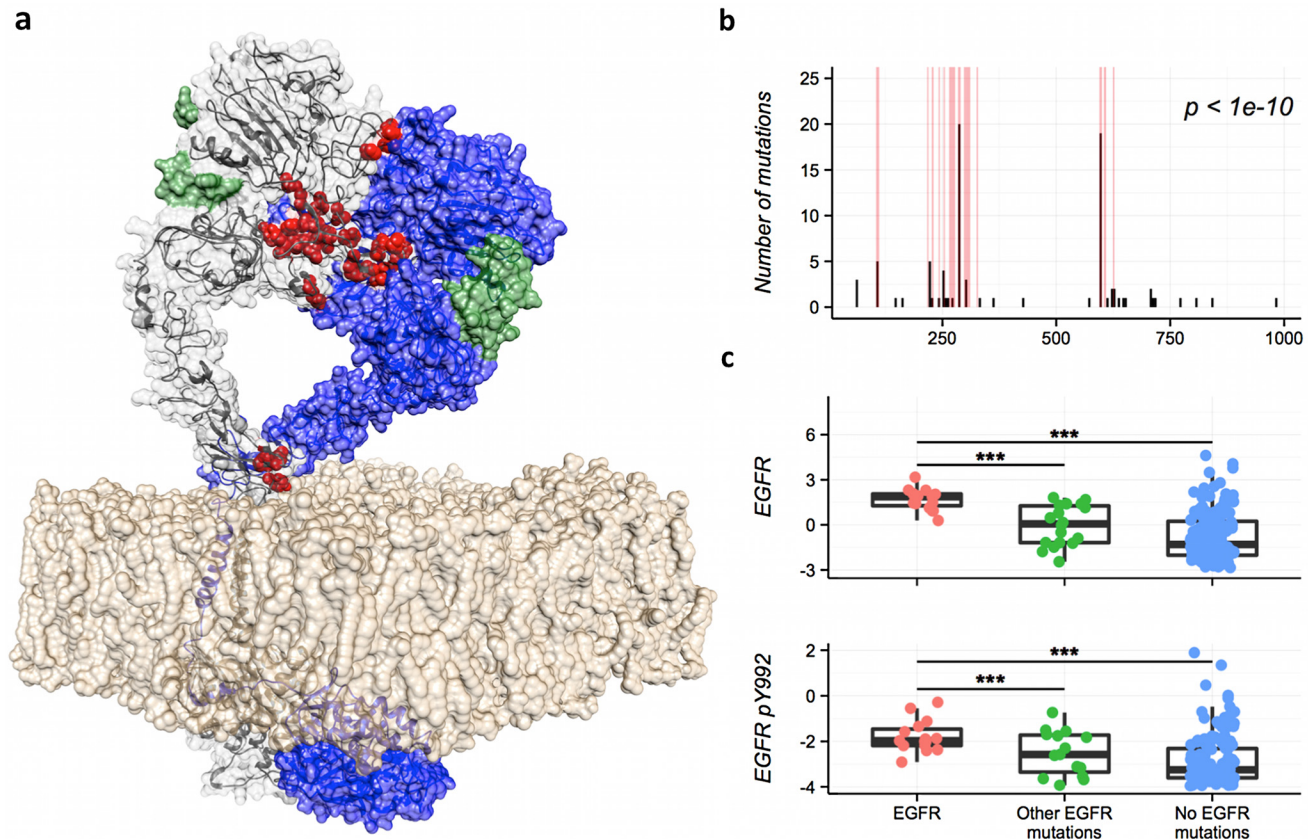 a
b
Number of mutations
25
20
15
10
5
0
p < 1e-10
250
500
750
1000
c
EGFR
6
3
0
-3
***
***
EGFR pY992
2
0
-2
-4
***
***
EGFR
Other EGFR
mutations
No EGFR
mutations